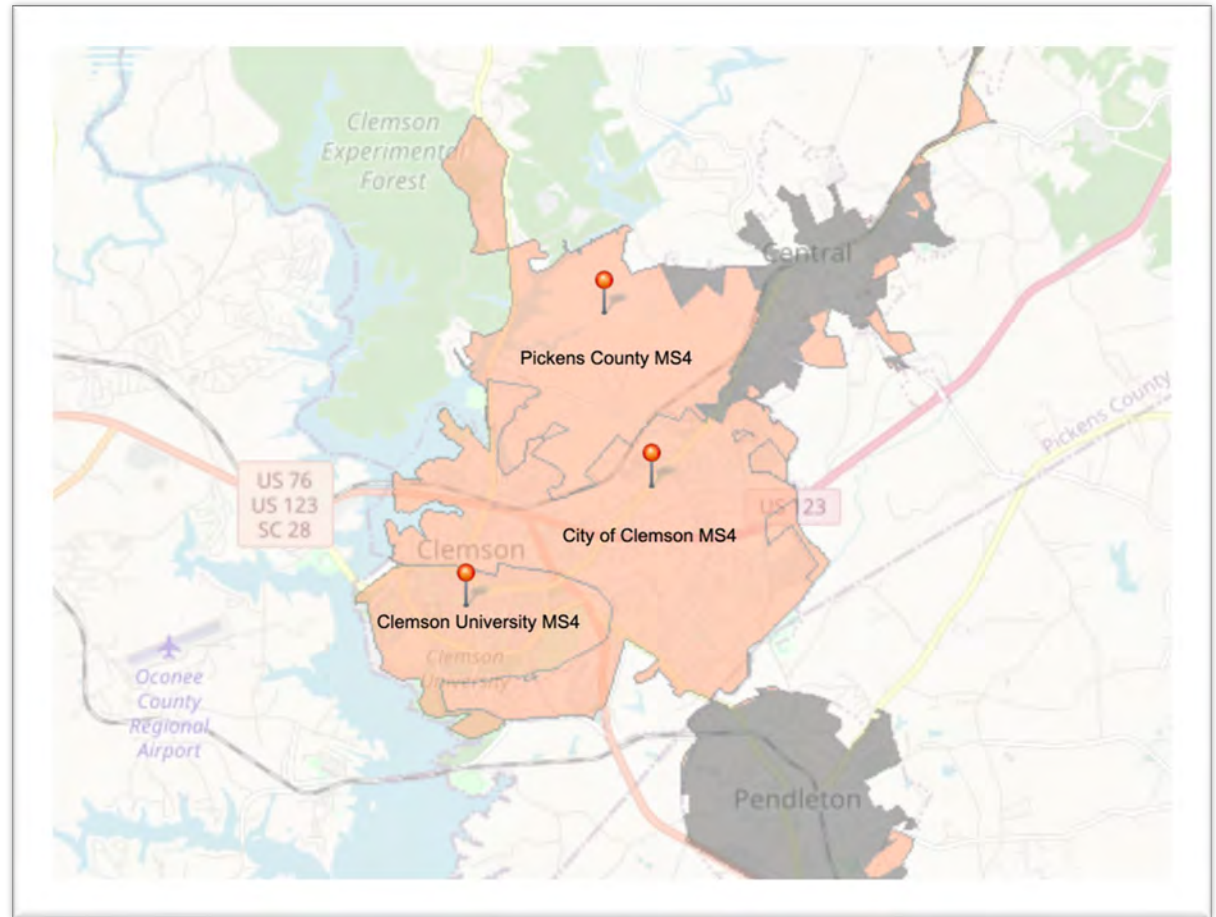 Clemson
Experimental
Forest
Central
Pickens County MS4
Pickens County
US 76
US 123
SC 28
US 23
City of Clemson MS4
Clemson
Clemson University MS4
Clemson
University
Oconee
County
Regional
Airport
Pendleton